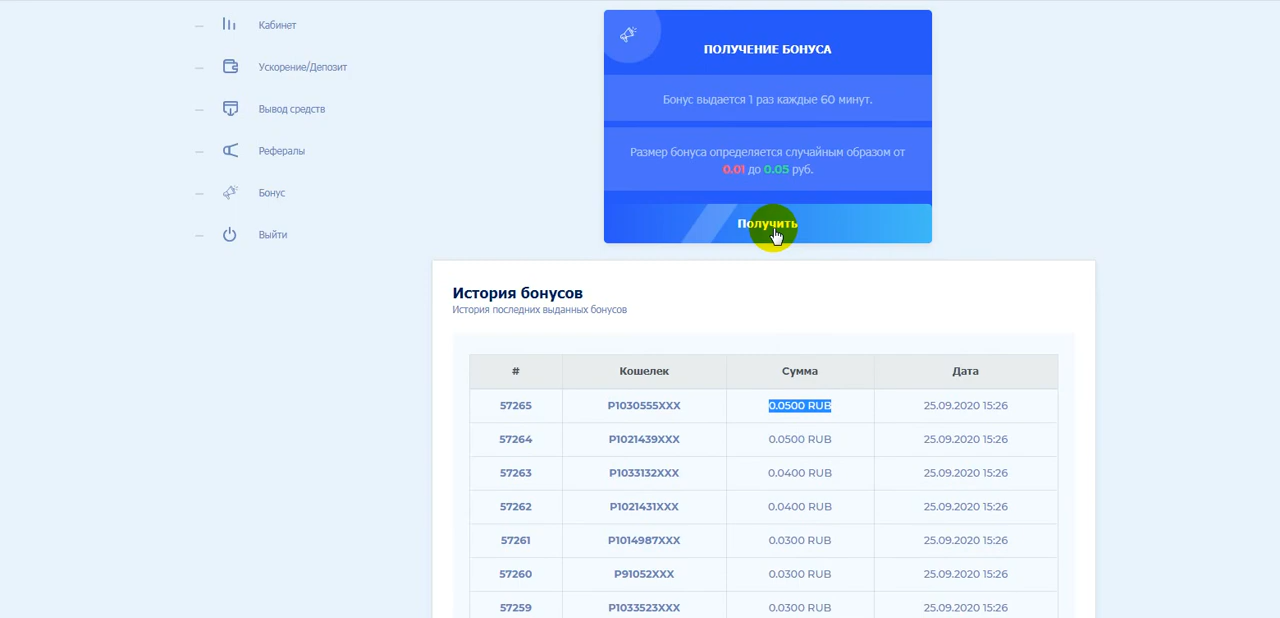 Кабинет
Ускорение/Депозит
Вывод средств
Рефералы
Бонус
Выйти
ПОЛУЧЕНИЕ БОНУСА
Бонус выдается 1 раз каждые 60 минут.
Размер бонуса определяется случайным образом от
0.01 до 0.05 руб.
Получить
История бонусов
История последних выданных бонусов
# Кошелек Сумма Дата
57265 P1030555XXX 0.0500 RUB 25.09.2020 15:26
57264 P1021439XXX 0.0500 RUB 25.09.2020 15:26
57263 P1033132XXX 0.0400 RUB 25.09.2020 15:26
57262 P1021431XXX 0.0400 RUB 25.09.2020 15:26
57261 P1014987XXX 0.0300 RUB 25.09.2020 15:26
57260 P91052XXX 0.0300 RUB 25.09.2020 15:26
57259 P1033523XXX 0.0300 RUB 25.09.2020 15:26